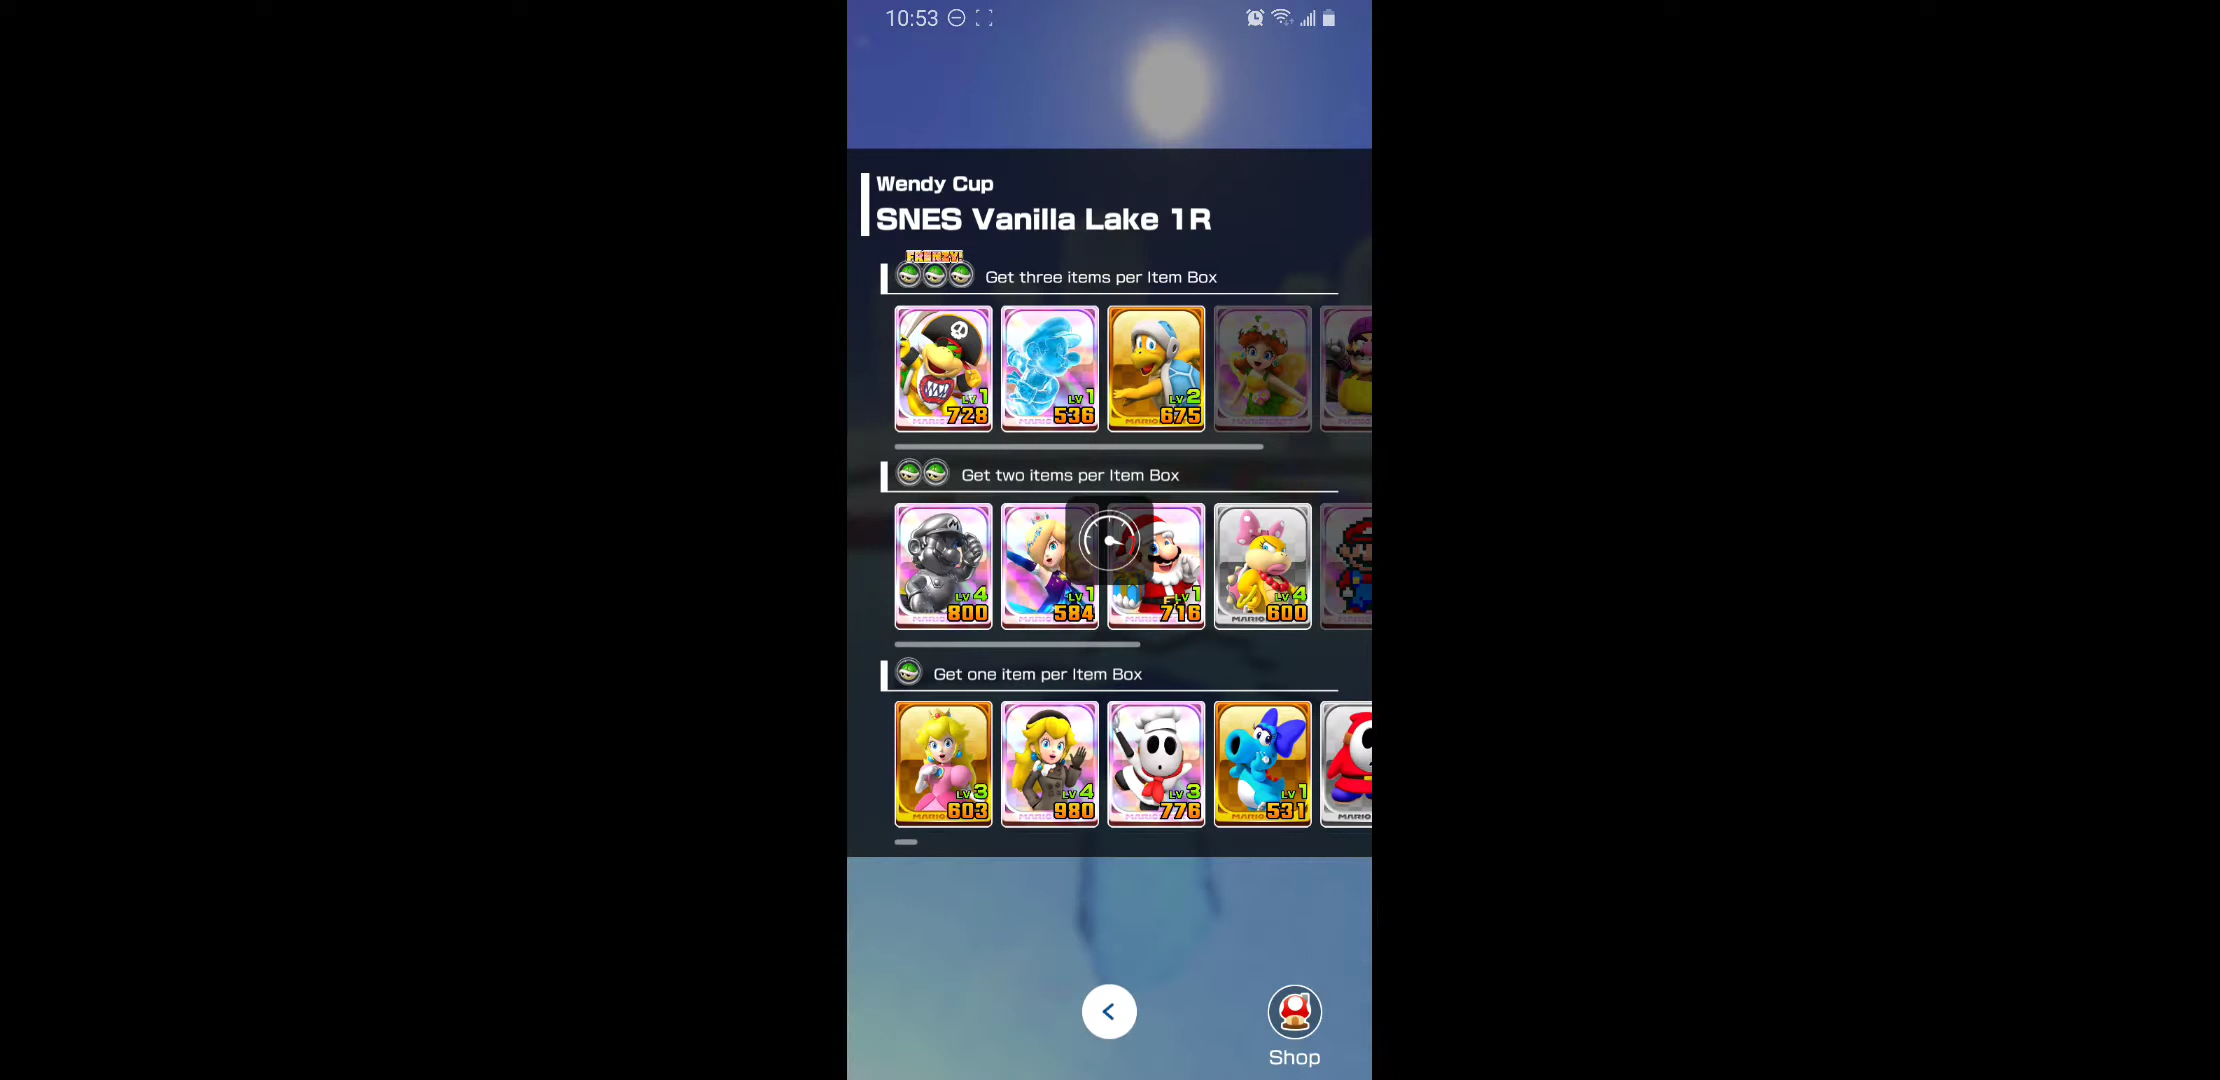 10:53
Wendy Cup
SNES Vanilla Lake 1R
FRENZY!
Get three items per Item Box
LV 1 LV 1 LV 2
728 536 675
Get two items per Item Box
LV 4 LV 1 LV 1 LV 4
800 584 716 600
Get one item per Item Box
LV 3 LV 4 LV 3 LV 1
603 980 776 531
Shop